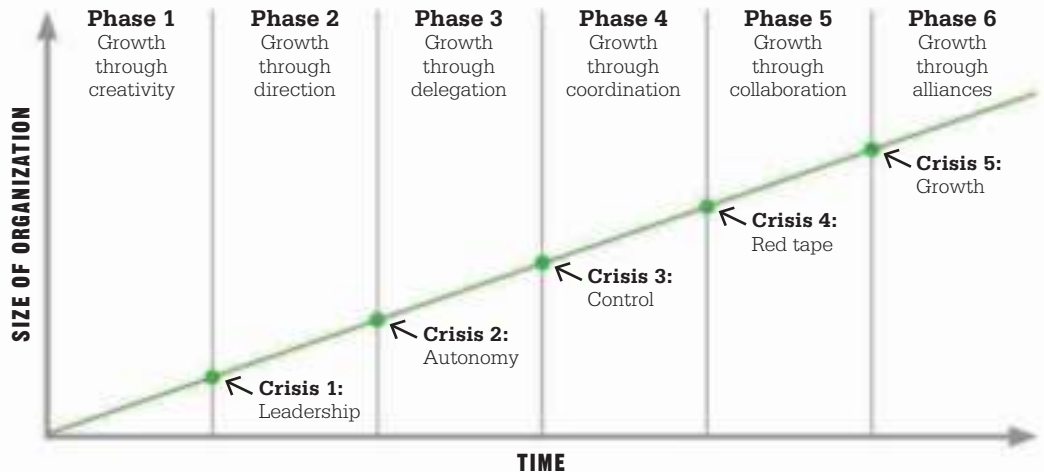 Phase 1
Growth
through
creativity
Phase 2
Growth
through
direction
Phase 3
Growth
through
delegation
Phase 4
Growth
through
coordination
Phase 5
Growth
through
collaboration
Phase 6
Growth
through
alliances
SIZE OF ORGANIZATION
Crisis 1:
Leadership
Crisis 2:
Autonomy
Crisis 3:
Control
Crisis 4:
Red tape
Crisis 5:
Growth
TIME